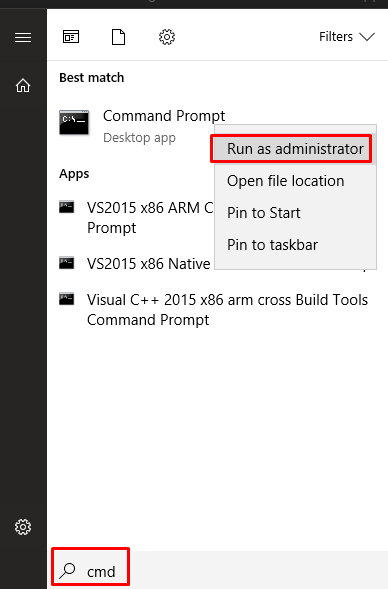 Filters
Best match
Command Prompt
Desktop app
Run as administrator
Apps
Open file location
VS2015 x86 ARM C
Prompt
Pin to Start
Pin to taskbar
VS2015 x86 Native
Visual C++ 2015 x86 arm cross Build Tools
Command Prompt
cmd